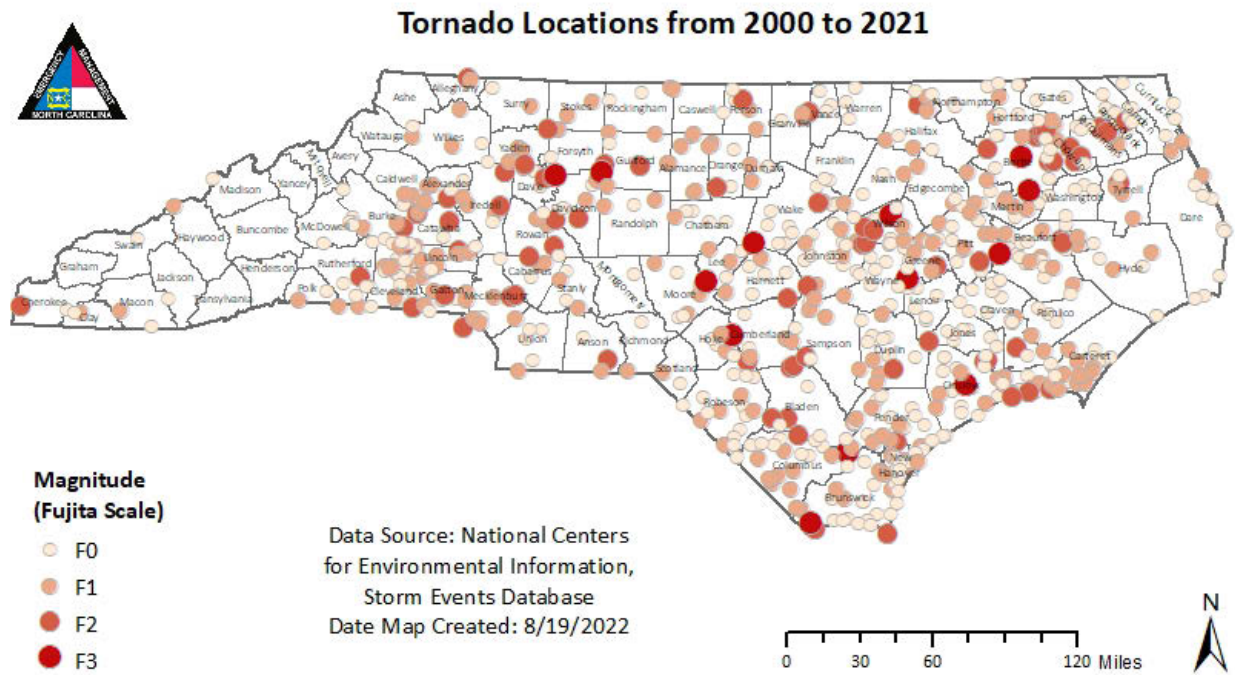 Tornado Locations from 2000 to 2021
EMERGENCY
MANAGEMENT
NORTH CAROLINA
Ashe
Alleghany
Surry
Stokes
Rockingham
Caswell
Person
Granville
Vance
Warren
Northampton
Gates
Currituck
Camden
Hertford
Halifax
Watauga
Wilkes
Yadkin
Forsyth
Guilford
Alamance
Orange
Durham
Franklin
Nash
Edgecombe
Bertie
Chowan
Avery
Mitchell
Yancey
Madison
Caldwell
Alexander
Davie
Iredell
Davidson
Randolph
Chatham
Wake
Wilson
Martin
Washington
Tyrrell
Dare
Haywood
Buncombe
McDowell
Burke
Catawba
Rowan
Swain
Graham
Jackson
Henderson
Rutherford
Lincoln
Cabarrus
Montgomery
Lee
Harnett
Johnston
Greene
Pitt
Beaufort
Hyde
Cherokee
Clay
Macon
Transylvania
Polk
Cleveland
Gaston
Mecklenburg
Stanly
Moore
Wayne
Lenoir
Craven
Pamlico
Union
Anson
Richmond
Hoke
Cumberland
Sampson
Duplin
Jones
Carteret
Scotland
Robeson
Bladen
Pender
Onslow
Columbus
New
Hanover
Brunswick
Magnitude
(Fujita Scale)
F0
F1
F2
F3
Data Source: National Centers
for Environmental Information,
Storm Events Database
Date Map Created: 8/19/2022
N
0 30 60 120 Miles